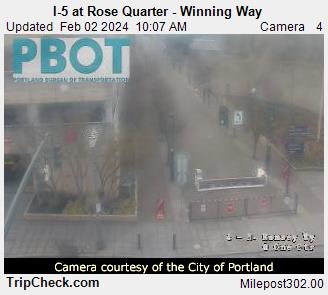 I-5 at Rose Quarter - Winning Way
Updated Feb 02 2024 10:07 AM Camera 4
PBOT
PORTLAND BUREAU OF TRANSPORTATION
Camera courtesy of the City of Portland
TripCheck.com Milepost302.00